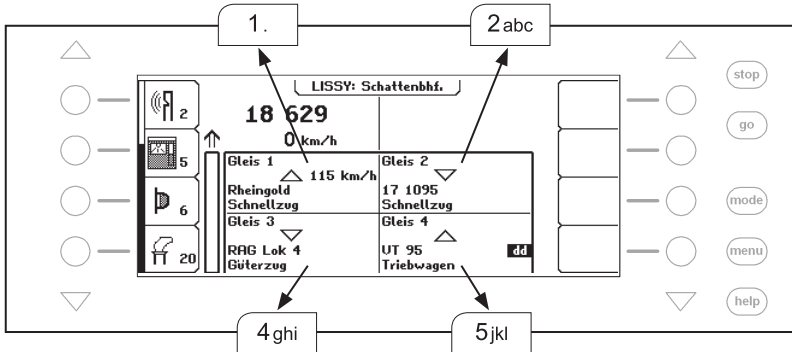 1.
2abc
LISSY: Schattenbhf.
stop
go
mode
menu
help
2
5
6
20
18 629
0 km/h
Gleis 1
115 km/h
Rheingold
Schnellzug
Gleis 2
17 1095
Schnellzug
Gleis 3
RAG Lok 4
Güterzug
Gleis 4
VT 95
dd
Triebwagen
4ghi
5jkl